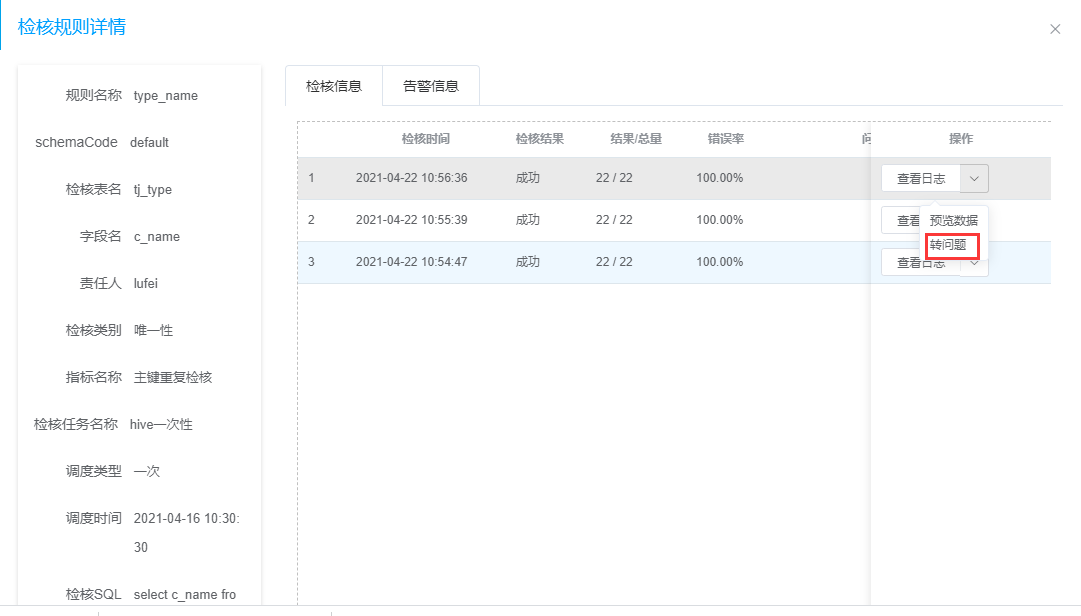 检核规则详情
规则名称 type_name
schemaCode default
检核表名 tj_type
字段名 c_name
责任人 lufei
检核类别 唯一性
指标名称 主键重复检核
检核任务名称 hive一次性
调度类型 一次
调度时间 2021-04-16 10:30:
30
检核SQL select c_name fro
检核信息 告警信息
检核时间 检核结果 结果/总量 错误率 操作
1 2021-04-22 10:56:36 成功 22 / 22 100.00% 查看日志
2 2021-04-22 10:55:39 成功 22 / 22 100.00% 查看
3 2021-04-22 10:54:47 成功 22 / 22 100.00% 查看日志
预览数据
转问题